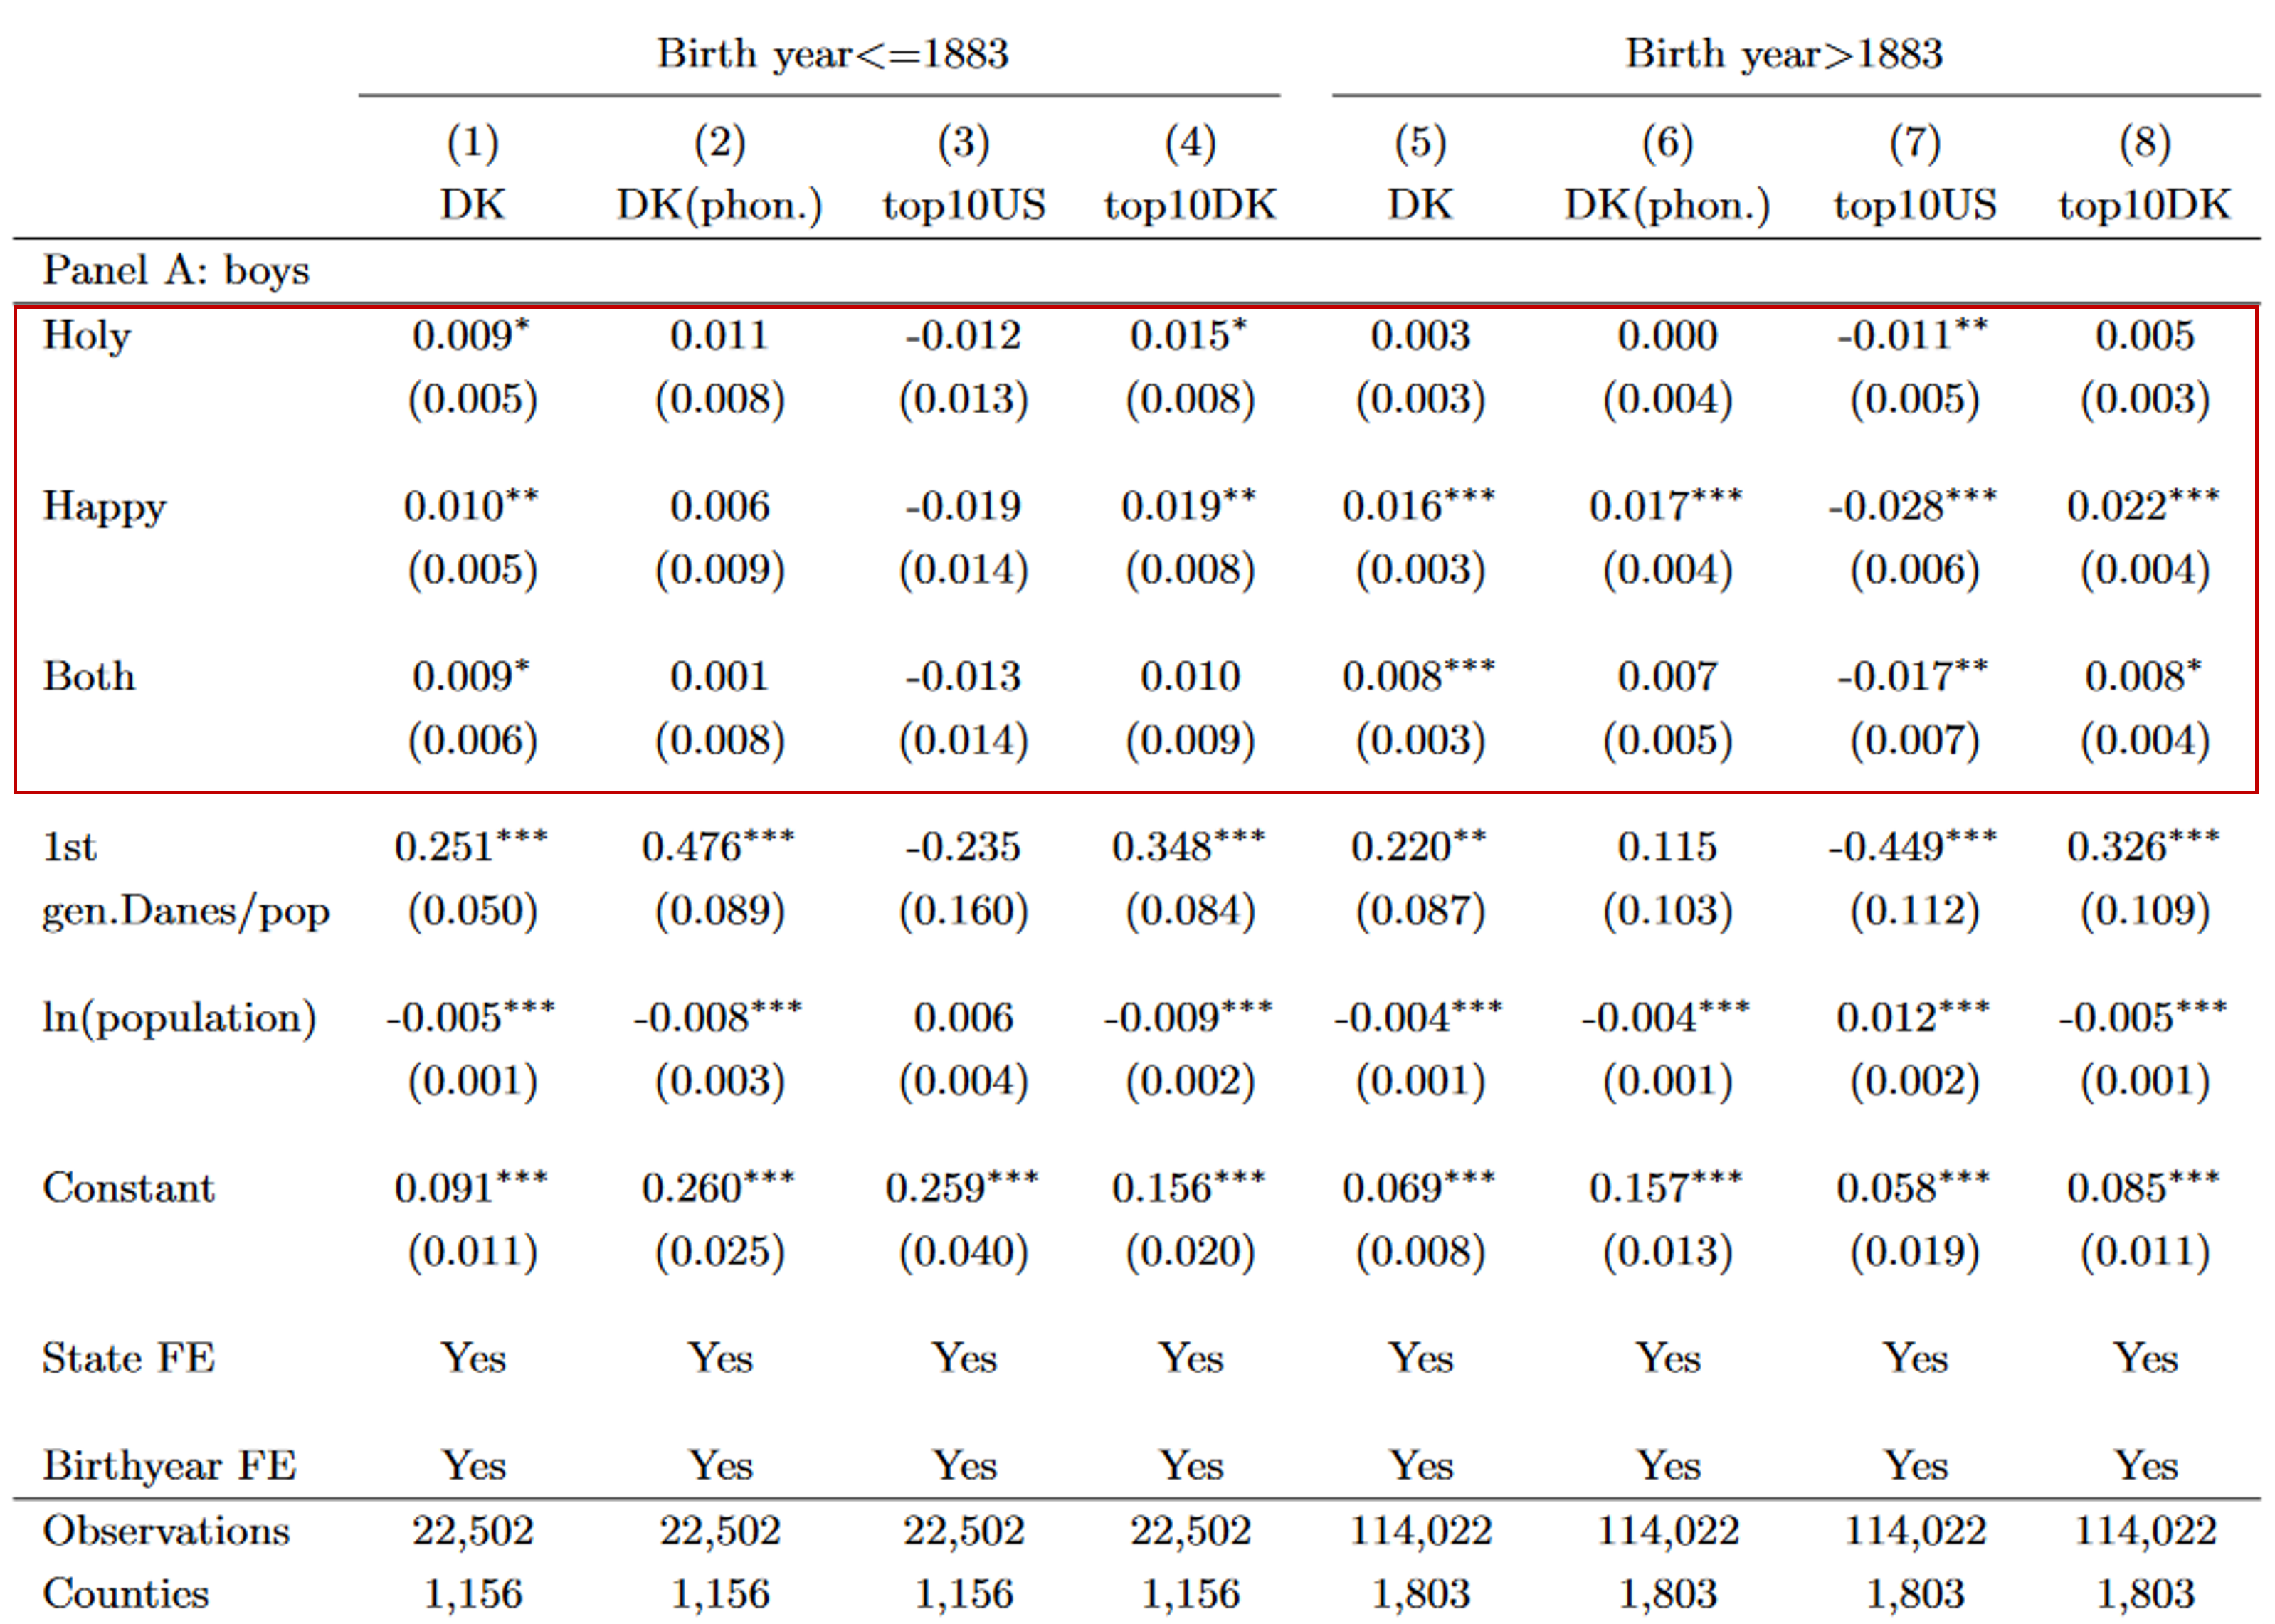 Birth year<=1883 Birth year>1883
(1) (2) (3) (4) (5) (6) (7) (8)
DK DK(phon.) top10US top10DK DK DK(phon.) top10US top10DK
Panel A: boys
Holy 0.009* 0.011 -0.012 0.015* 0.003 0.000 -0.011** 0.005
(0.005) (0.008) (0.013) (0.008) (0.003) (0.004) (0.005) (0.003)
Happy 0.010** 0.006 -0.019 0.019** 0.016*** 0.017*** -0.028*** 0.022***
(0.005) (0.009) (0.014) (0.008) (0.003) (0.004) (0.006) (0.004)
Both 0.009* 0.001 -0.013 0.010 0.008*** 0.007 -0.017** 0.008*
(0.006) (0.008) (0.014) (0.009) (0.003) (0.005) (0.007) (0.004)
1st 0.251*** 0.476*** -0.235 0.348*** 0.220** 0.115 -0.449*** 0.326***
gen.Danes/pop (0.050) (0.089) (0.160) (0.084) (0.087) (0.103) (0.112) (0.109)
ln(population) -0.005*** -0.008*** 0.006 -0.009*** -0.004*** -0.004*** 0.012*** -0.005***
(0.001) (0.003) (0.004) (0.002) (0.001) (0.001) (0.002) (0.001)
Constant 0.091*** 0.260*** 0.259*** 0.156*** 0.069*** 0.157*** 0.058*** 0.085***
(0.011) (0.025) (0.040) (0.020) (0.008) (0.013) (0.019) (0.011)
State FE Yes Yes Yes Yes Yes Yes Yes Yes
Birthyear FE Yes Yes Yes Yes Yes Yes Yes Yes
Observations 22,502 22,502 22,502 22,502 114,022 114,022 114,022 114,022
Counties 1,156 1,156 1,156 1,156 1,803 1,803 1,803 1,803